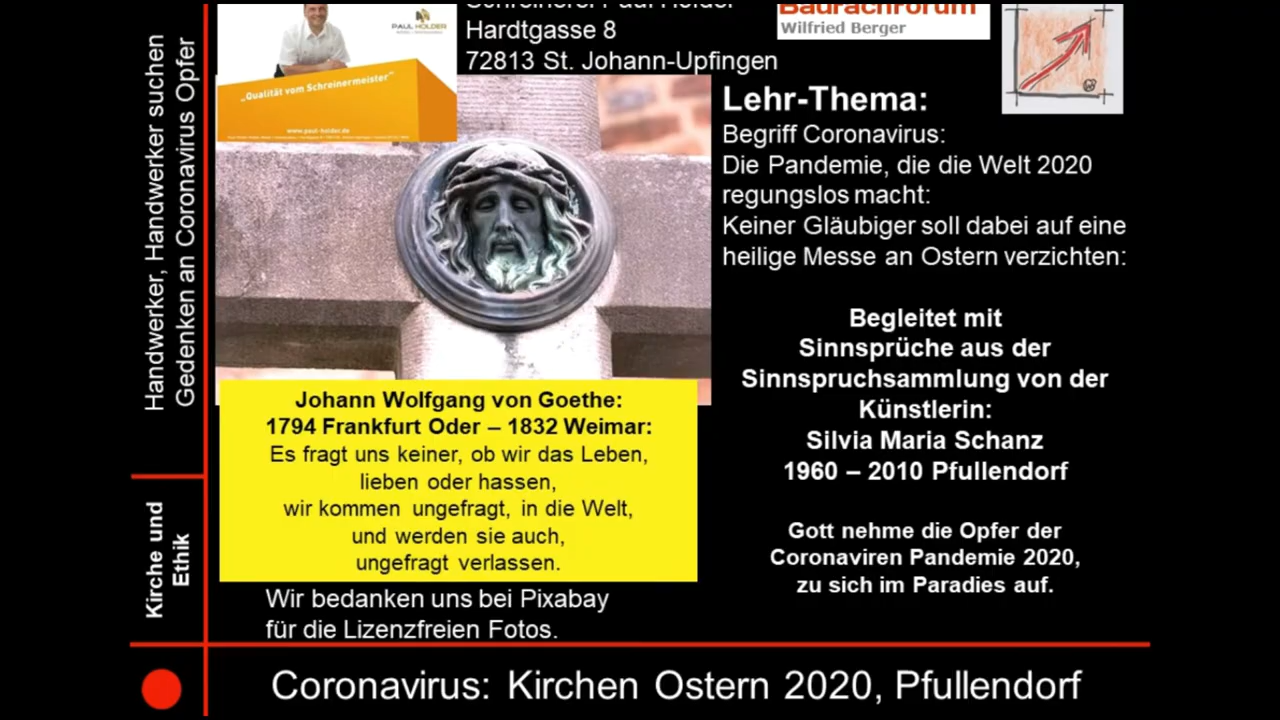 Handwerker, Handwerker suchen
Gedenken an Coronavirus Opfer
PAUL HOLDER
„Qualität vom Schreinermeister"
www.paul-holder.de
Schreinerei Paul Holder
Hardtgasse 8
72813 St. Johann-Upfingen
BauFachForum
Wilfried Berger
Lehr-Thema:
Begriff Coronavirus:
Die Pandemie, die die Welt 2020
regungslos macht:
Keiner Gläubiger soll dabei auf eine
heilige Messe an Ostern verzichten:
Begleitet mit
Sinnsprüche aus der
Sinnspruchsammlung von der
Künstlerin:
Silvia Maria Schanz
1960 – 2010 Pfullendorf
Gott nehme die Opfer der
Coronaviren Pandemie 2020,
zu sich im Paradies auf.
Johann Wolfgang von Goethe:
1794 Frankfurt Oder – 1832 Weimar:
Es fragt uns keiner, ob wir das Leben,
lieben oder hassen,
wir kommen ungefragt, in die Welt,
und werden sie auch,
ungefragt verlassen.
Wir bedanken uns bei Pixabay
für die Lizenzfreien Fotos.
Kirche und
Ethik
Coronavirus: Kirchen Ostern 2020, Pfullendorf